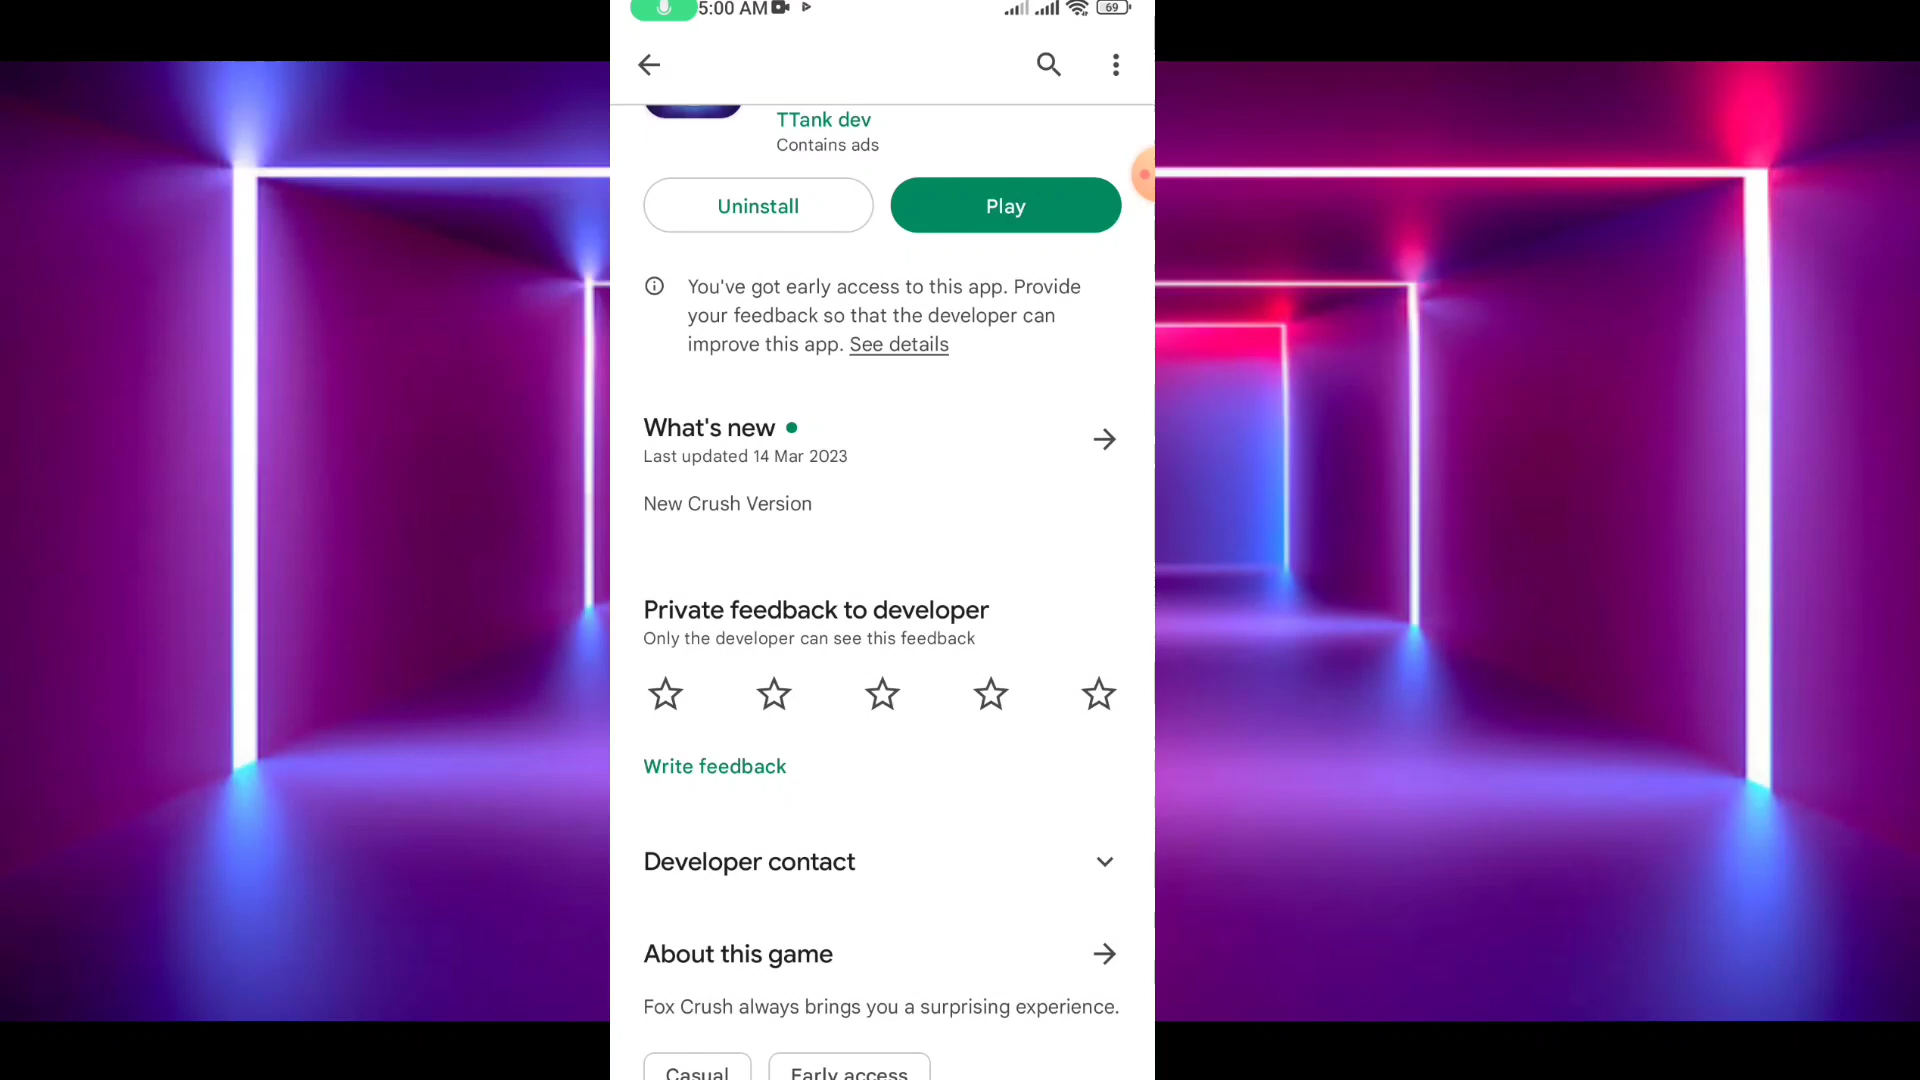 5:00 AM
69
TTank dev
Contains ads
Uninstall
Play
You've got early access to this app. Provide
your feedback so that the developer can
improve this app. See details
What's new
Last updated 14 Mar 2023
New Crush Version
Private feedback to developer
Only the developer can see this feedback
Write feedback
Developer contact
About this game
Fox Crush always brings you a surprising experience.
Casual
Early access